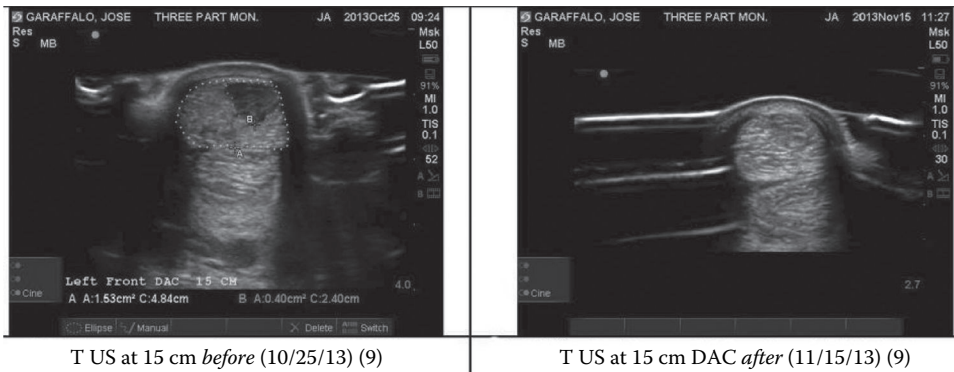 GARAFFALO, JOSE THREE PART MON. JA 2013Oct25 09:24
Res
S MB
Msk
L50
91%
MI
1.0
TIS
0.1
52
A
B
B
A
Left Front DAC 15 CM
A A:1.53cm² C:4.84cm B A:0.40cm² C:2.40cm
4.0
Cine
Ellipse Manual Delete Switch
T US at 15 cm before (10/25/13) (9)
GARAFFALO, JOSE THREE PART MON. JA 2013Nov15 11:27
Res
S MB
Msk
L50
91%
MI
1.0
TIS
0.1
30
A
B
2.7
Cine
T US at 15 cm DAC after (11/15/13) (9)